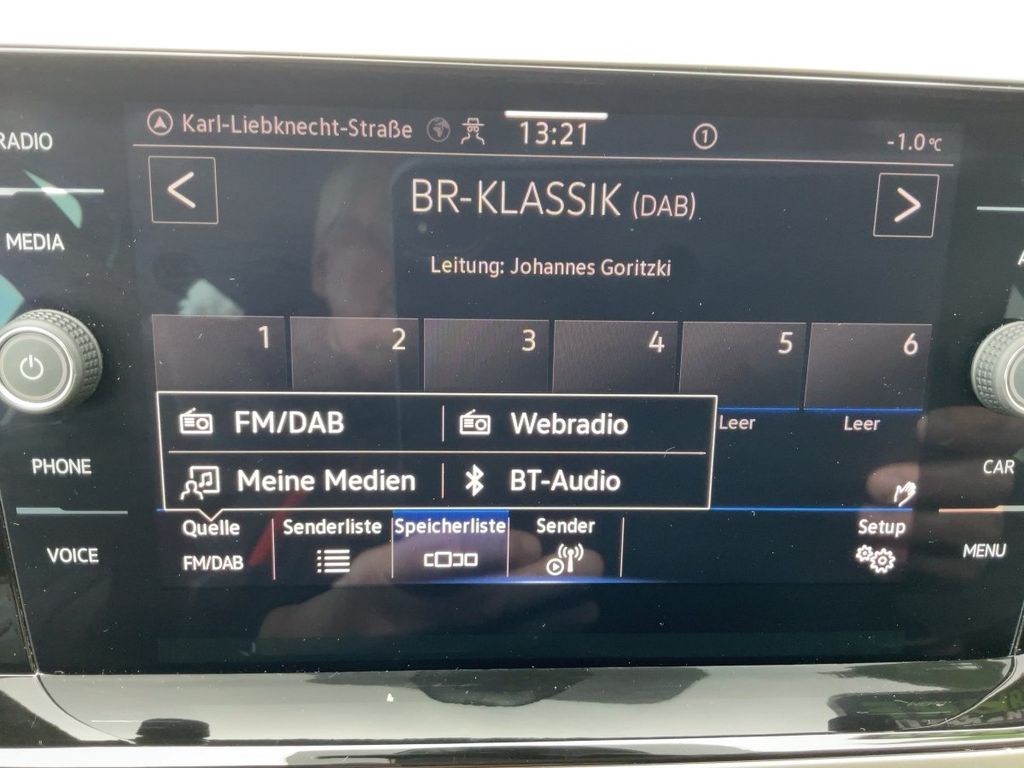 RADIO
Karl-Liebknecht-Straße 13:21 1 -1.0°C
BR-KLASSIK (DAB)
MEDIA
Leitung: Johannes Goritzki
1 2 3 4 5 6
FM/DAB Webradio
Leer Leer
PHONE
Meine Medien BT-Audio
CAR
Quelle Senderliste Speicherliste Sender Setup
FM/DAB
VOICE
MENU